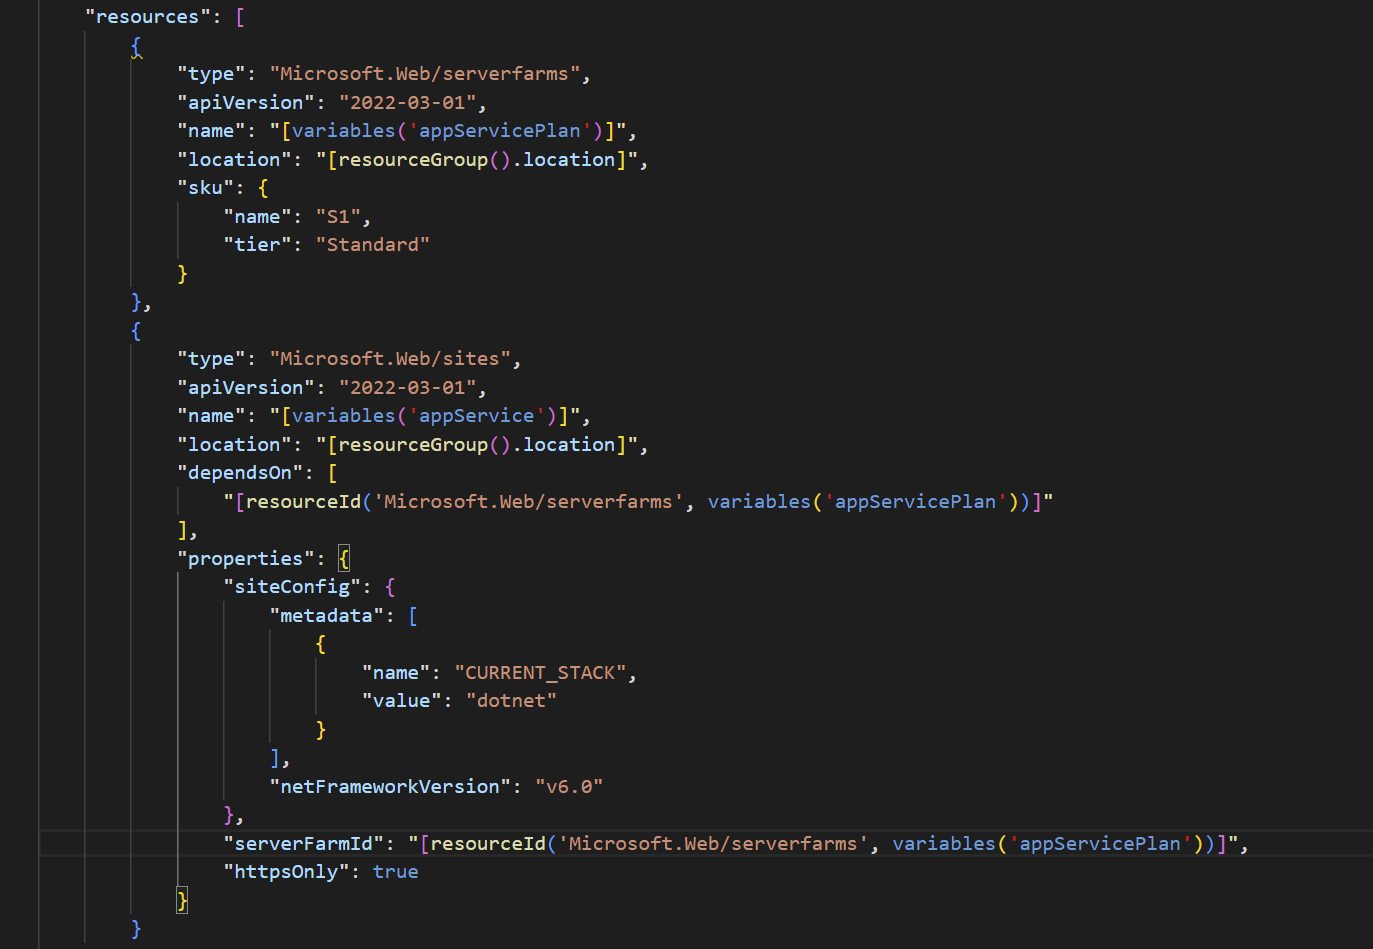 "resources": [
{
"type": "Microsoft.Web/serverfarms",
"apiVersion": "2022-03-01",
"name": "[variables('appServicePlan')]",
"location": "[resourceGroup().location]",
"sku": {
"name": "S1",
"tier": "Standard"
}
},
{
"type": "Microsoft.Web/sites",
"apiVersion": "2022-03-01",
"name": "[variables('appService')]",
"location": "[resourceGroup().location]",
"dependsOn": [
"[resourceId('Microsoft.Web/serverfarms', variables('appServicePlan'))]"
],
"properties": {
"siteConfig": {
"metadata": [
{
"name": "CURRENT_STACK",
"value": "dotnet"
}
],
"netFrameworkVersion": "v6.0"
},
"serverFarmId": "[resourceId('Microsoft.Web/serverfarms', variables('appServicePlan'))]",
"httpsOnly": true
}
}